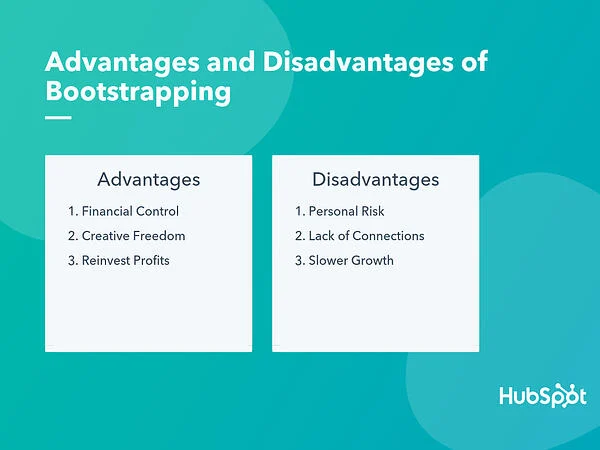 Advantages and Disadvantages of
Bootstrapping
Advantages
1. Financial Control
2. Creative Freedom
3. Reinvest Profits
Disadvantages
1. Personal Risk
2. Lack of Connections
3. Slower Growth
HubSpot